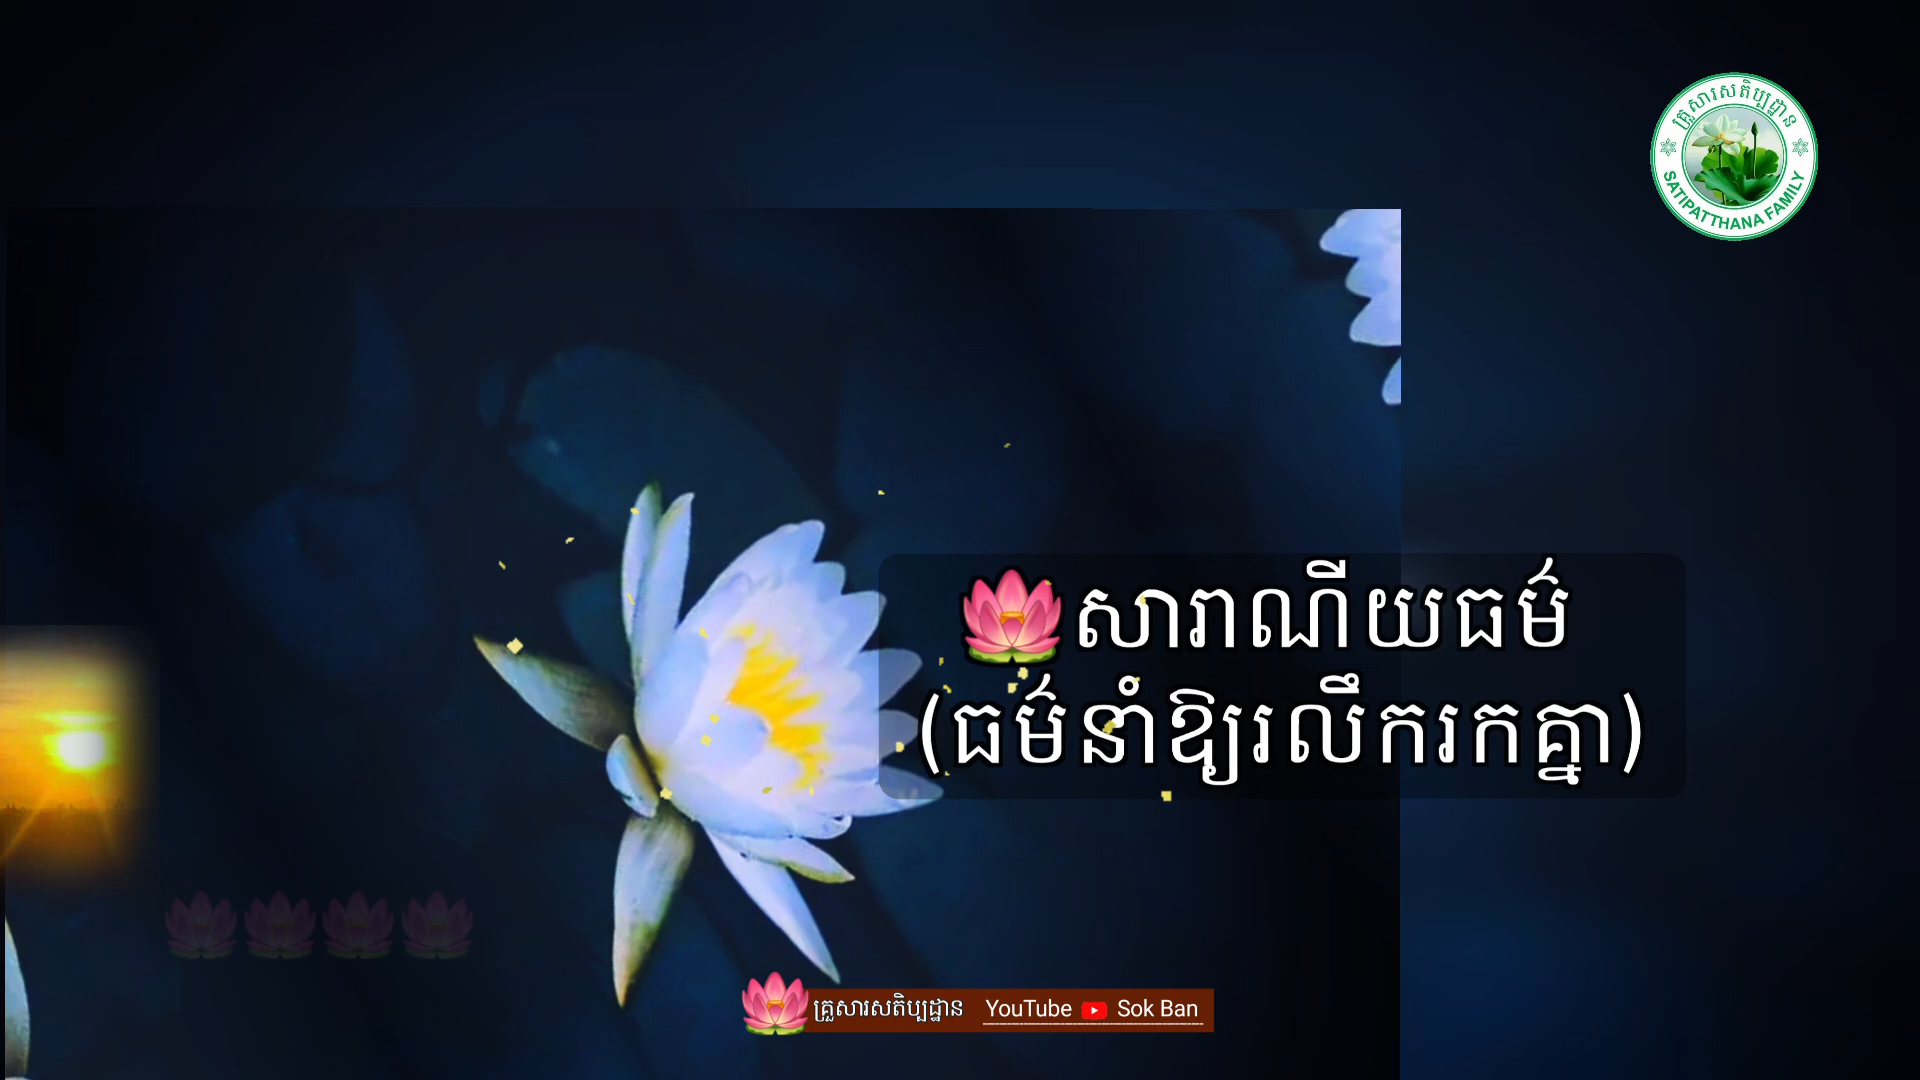 គ្រួសារសតិប្បដ្ឋាន
SATIPATTHANA FAMILY
🪷សារាណីយធម៌
(ធម៌នាំឱ្យរលឹករកគ្នា)
🪷គ្រួសារសតិប្បដ្ឋាន YouTube Sok Ban